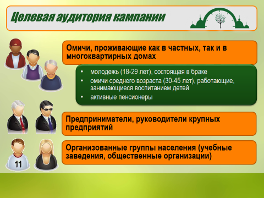 Целевая аудитория кампании
Омичи, проживающие как в частных, так и в
многоквартирных домах
• молодежь (18-29 лет), состоящая в браке
• омичи среднего возраста (30-45 лет), работающие,
занимающиеся воспитанием детей
• активные пенсионеры
Предприниматели, руководители крупных
предприятий
Организованные группы населения (учебные
заведения, общественные организации)
11